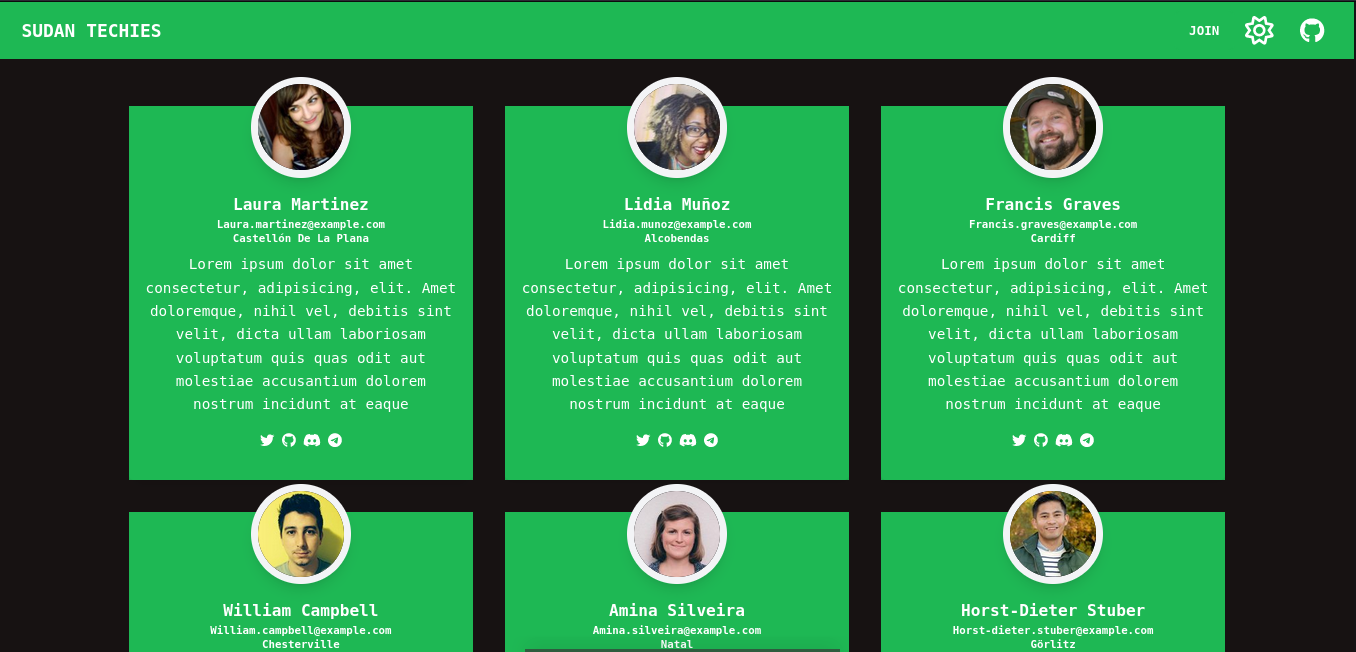 SUDAN TECHIES
JOIN
Laura Martinez
Laura.martinez@example.com
Castellón De La Plana
Lorem ipsum dolor sit amet
consectetur, adipisicing, elit. Amet
doloremque, nihil vel, debitis sint
velit, dicta ullam laboriosam
voluptatum quis quas odit aut
molestiae accusantium dolorem
nostrum incidunt at eaque
Lidia Muñoz
Lidia.munoz@example.com
Alcobendas
Lorem ipsum dolor sit amet
consectetur, adipisicing, elit. Amet
doloremque, nihil vel, debitis sint
velit, dicta ullam laboriosam
voluptatum quis quas odit aut
molestiae accusantium dolorem
nostrum incidunt at eaque
Francis Graves
Francis.graves@example.com
Cardiff
Lorem ipsum dolor sit amet
consectetur, adipisicing, elit. Amet
doloremque, nihil vel, debitis sint
velit, dicta ullam laboriosam
voluptatum quis quas odit aut
molestiae accusantium dolorem
nostrum incidunt at eaque
William Campbell
William.campbell@example.com
Chesterville
Amina Silveira
Amina.silveira@example.com
Natal
Horst-Dieter Stuber
Horst-dieter.stuber@example.com
Görlitz